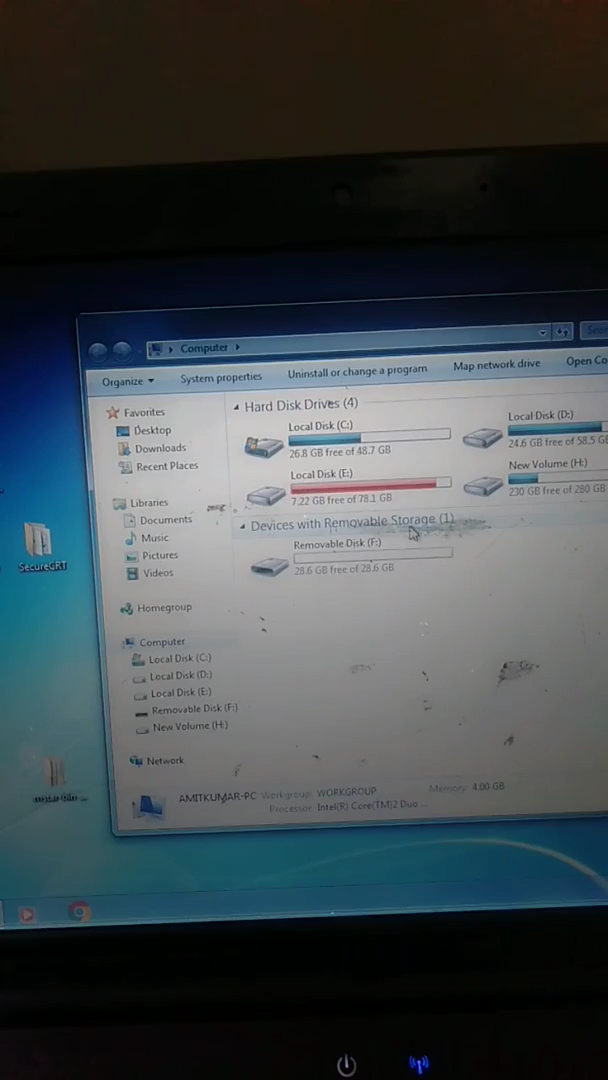 Computer
Organize
System properties
Uninstall or change a program
Map network drive
Open Co
Favorites
Desktop
Downloads
Recent Places
Libraries
Documents
Music
Pictures
Videos
Homegroup
Computer
Local Disk (C:)
Local Disk (D:)
Local Disk (E:)
Removable Disk (F:)
New Volume (H:)
Network
Hard Disk Drives (4)
Local Disk (C:)
26.8 GB free of 48.7 GB
Local Disk (D:)
24.6 GB free of 58.5 G
Local Disk (E:)
7.22 GB free of 78.1 GB
New Volume (H:)
230 GB free of 280 GB
Devices with Removable Storage (1)
Removable Disk (F:)
28.6 GB free of 28.6 GB
AMITKUMAR-PC Workgroup: WORKGROUP
Memory: 4.00 GB
Processor: Intel(R) Core(TM)2 Duo ...
SecureCRT